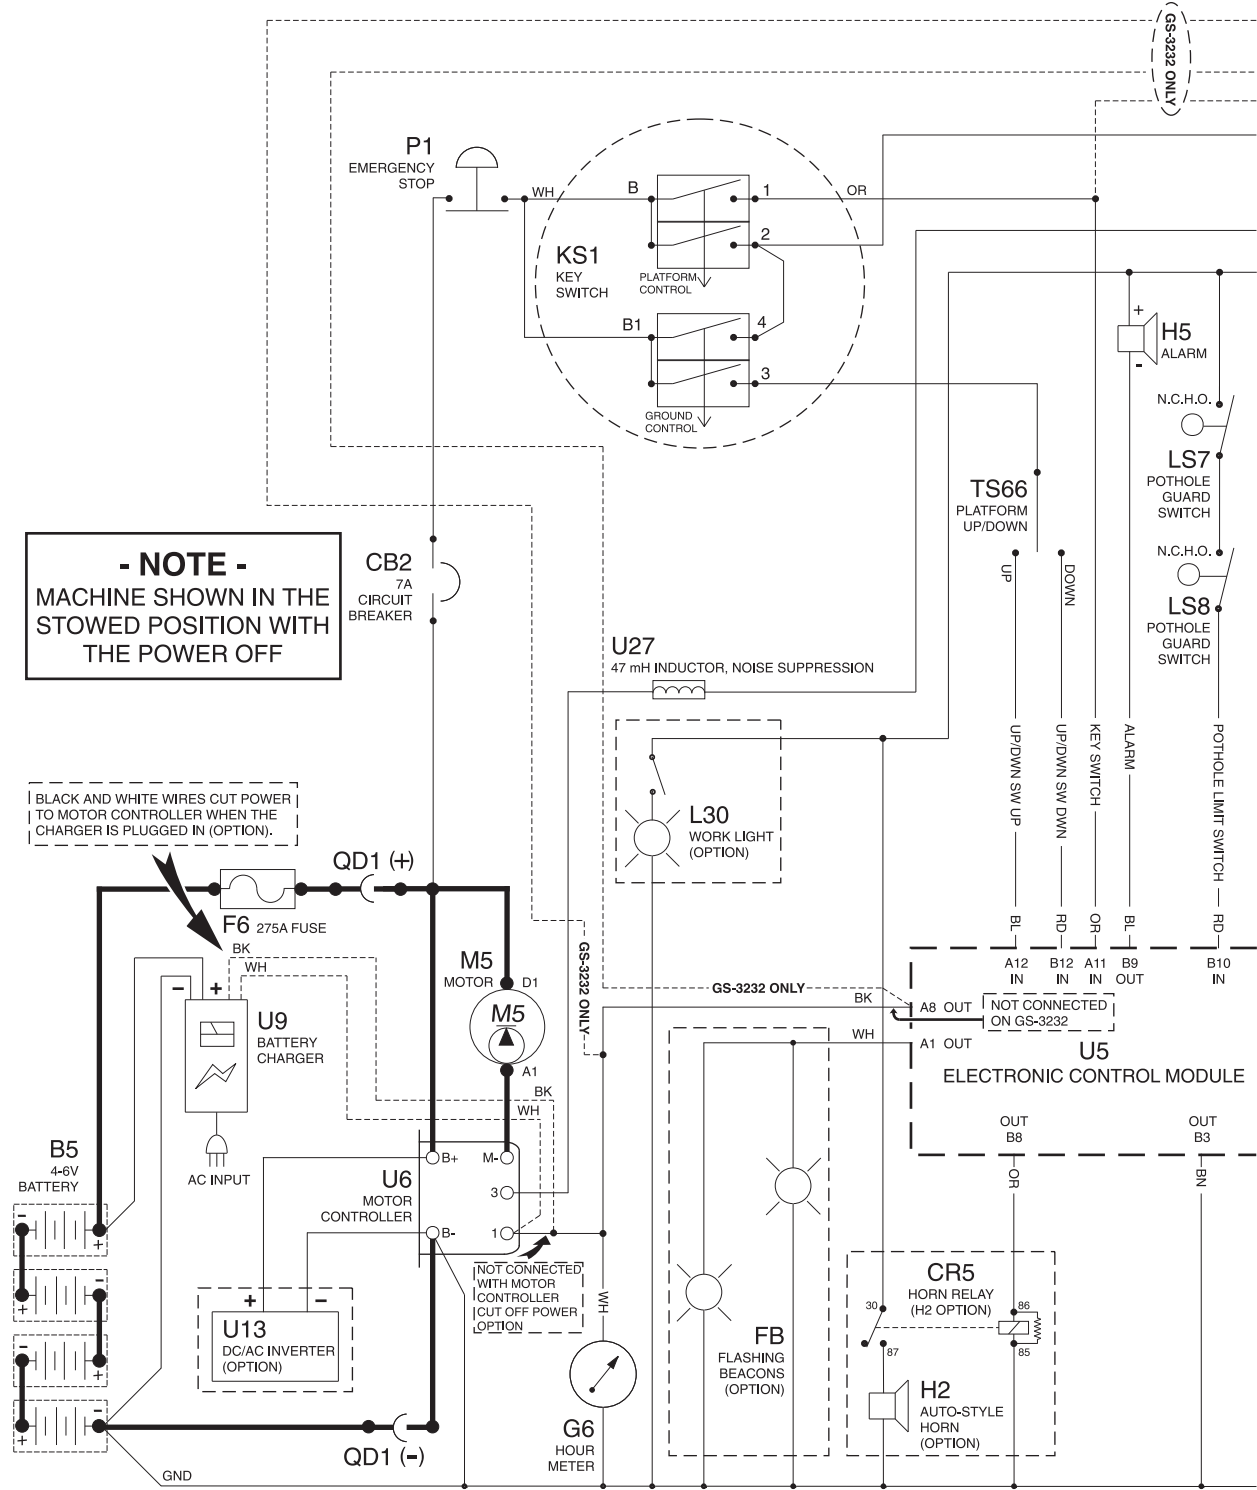 GS-3232 ONLY
P1
EMERGENCY
STOP
WH
B
1
OR
2
KS1
KEY
SWITCH
PLATFORM
CONTROL
B1
4
3
GROUND
CONTROL
+
H5
ALARM
-
N.C.H.O.
LS7
POTHOLE
GUARD
SWITCH
TS66
PLATFORM
UP/DOWN
UP
DOWN
N.C.H.O.
LS8
POTHOLE
GUARD
SWITCH
- NOTE -
MACHINE SHOWN IN THE
STOWED POSITION WITH
THE POWER OFF
CB2
7A
CIRCUIT
BREAKER
U27
47 mH INDUCTOR, NOISE SUPPRESSION
UP/DWN SW UP
UP/DWN SW DWN
KEY SWITCH
ALARM
POTHOLE LIMIT SWITCH
BLACK AND WHITE WIRES CUT POWER
TO MOTOR CONTROLLER WHEN THE
CHARGER IS PLUGGED IN (OPTION).
L30
WORK LIGHT
(OPTION)
QD1 (+)
F6 275A FUSE
BK
WH
BL
RD
OR
BL
RD
GS-3232 ONLY
M5
MOTOR
D1
M5
A1
A12
IN
B12
IN
A11
IN
B9
OUT
B10
IN
GS-3232 ONLY
BK
A8 OUT
NOT CONNECTED
ON GS-3232
WH
A1 OUT
U5
ELECTRONIC CONTROL MODULE
- +
U9
BATTERY
CHARGER
AC INPUT
BK
WH
OUT
B8
OUT
B3
OR
BN
B5
4-6V
BATTERY
-
+
-
+
-
+
-
+
U6
MOTOR
CONTROLLER
B+
M-
3
B-
1
NOT CONNECTED
WITH MOTOR
CONTROLLER
CUT OFF POWER
OPTION
WH
+ -
U13
DC/AC INVERTER
(OPTION)
CR5
HORN RELAY
(H2 OPTION)
30
86
87
85
FB
FLASHING
BEACONS
(OPTION)
H2
AUTO-STYLE
HORN
(OPTION)
G6
HOUR
METER
QD1 (-)
GND